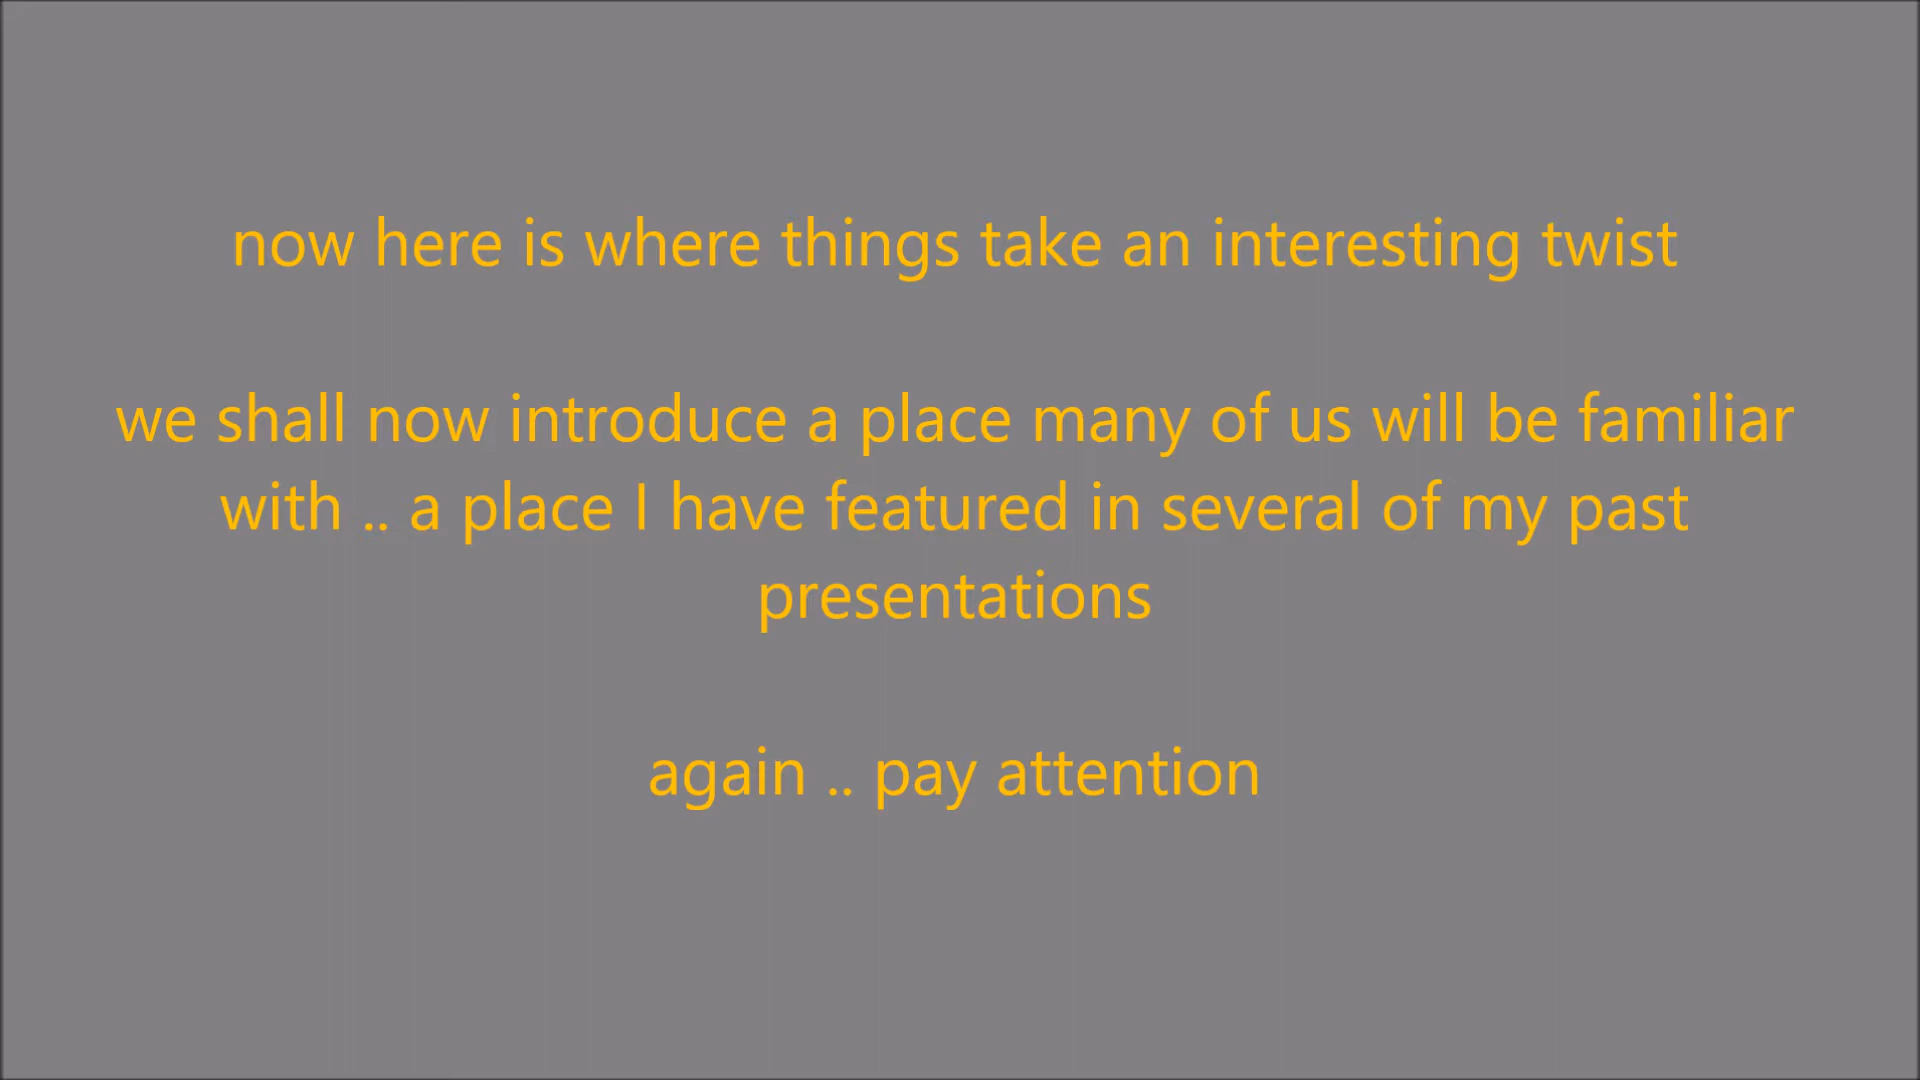 now here is where things take an interesting twist
we shall now introduce a place many of us will be familiar
with .. a place I have featured in several of my past
presentations
again .. pay attention